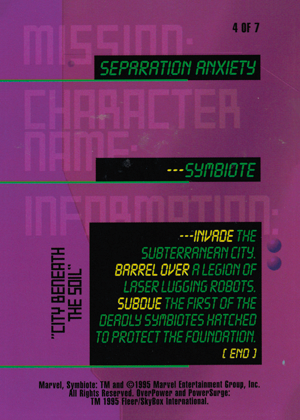 4 OF 7
MISSION:
SEPARATION ANXIETY
CHARACTER
NAME:
---SYMBIOTE
INFORMATION:
"CITY BENEATH
THE SOIL"
---INVADE THE
SUBTERRANEAN CITY.
BARREL OVER A LEGION OF
LASER LUGGING ROBOTS.
SUBDUE THE FIRST OF THE
DEADLY SYMBIOTES HATCHED
TO PROTECT THE FOUNDATION.
( END )
Marvel, Symbiote: TM and ©1995 Marvel Entertainment Group, Inc.
All Rights Reserved. OverPower and PowerSurge:
TM 1995 Fleer/SkyBox International.